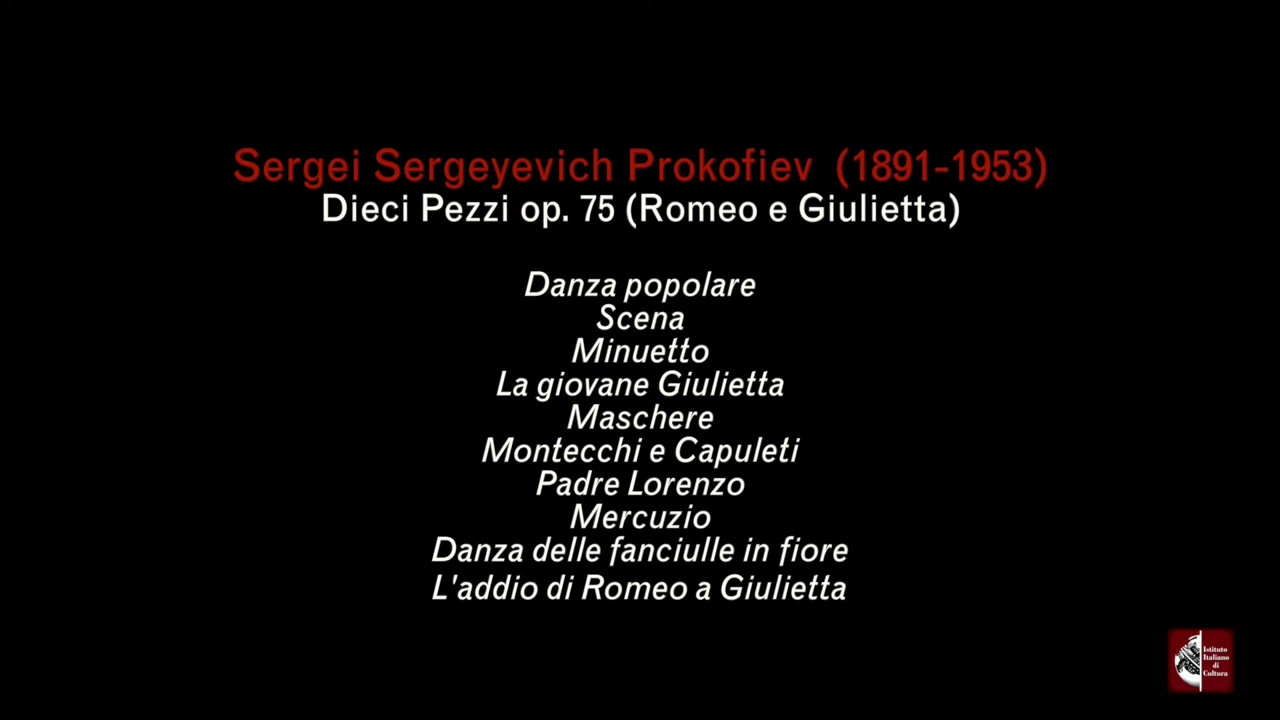 Sergei Sergeyevich Prokofiev (1891-1953)
Dieci Pezzi op. 75 (Romeo e Giulietta)
Danza popolare
Scena
Minuetto
La giovane Giulietta
Maschere
Montecchi e Capuleti
Padre Lorenzo
Mercuzio
Danza delle fanciulle in fiore
L'addio di Romeo a Giulietta
Istituto
Italiano
di
Cultura